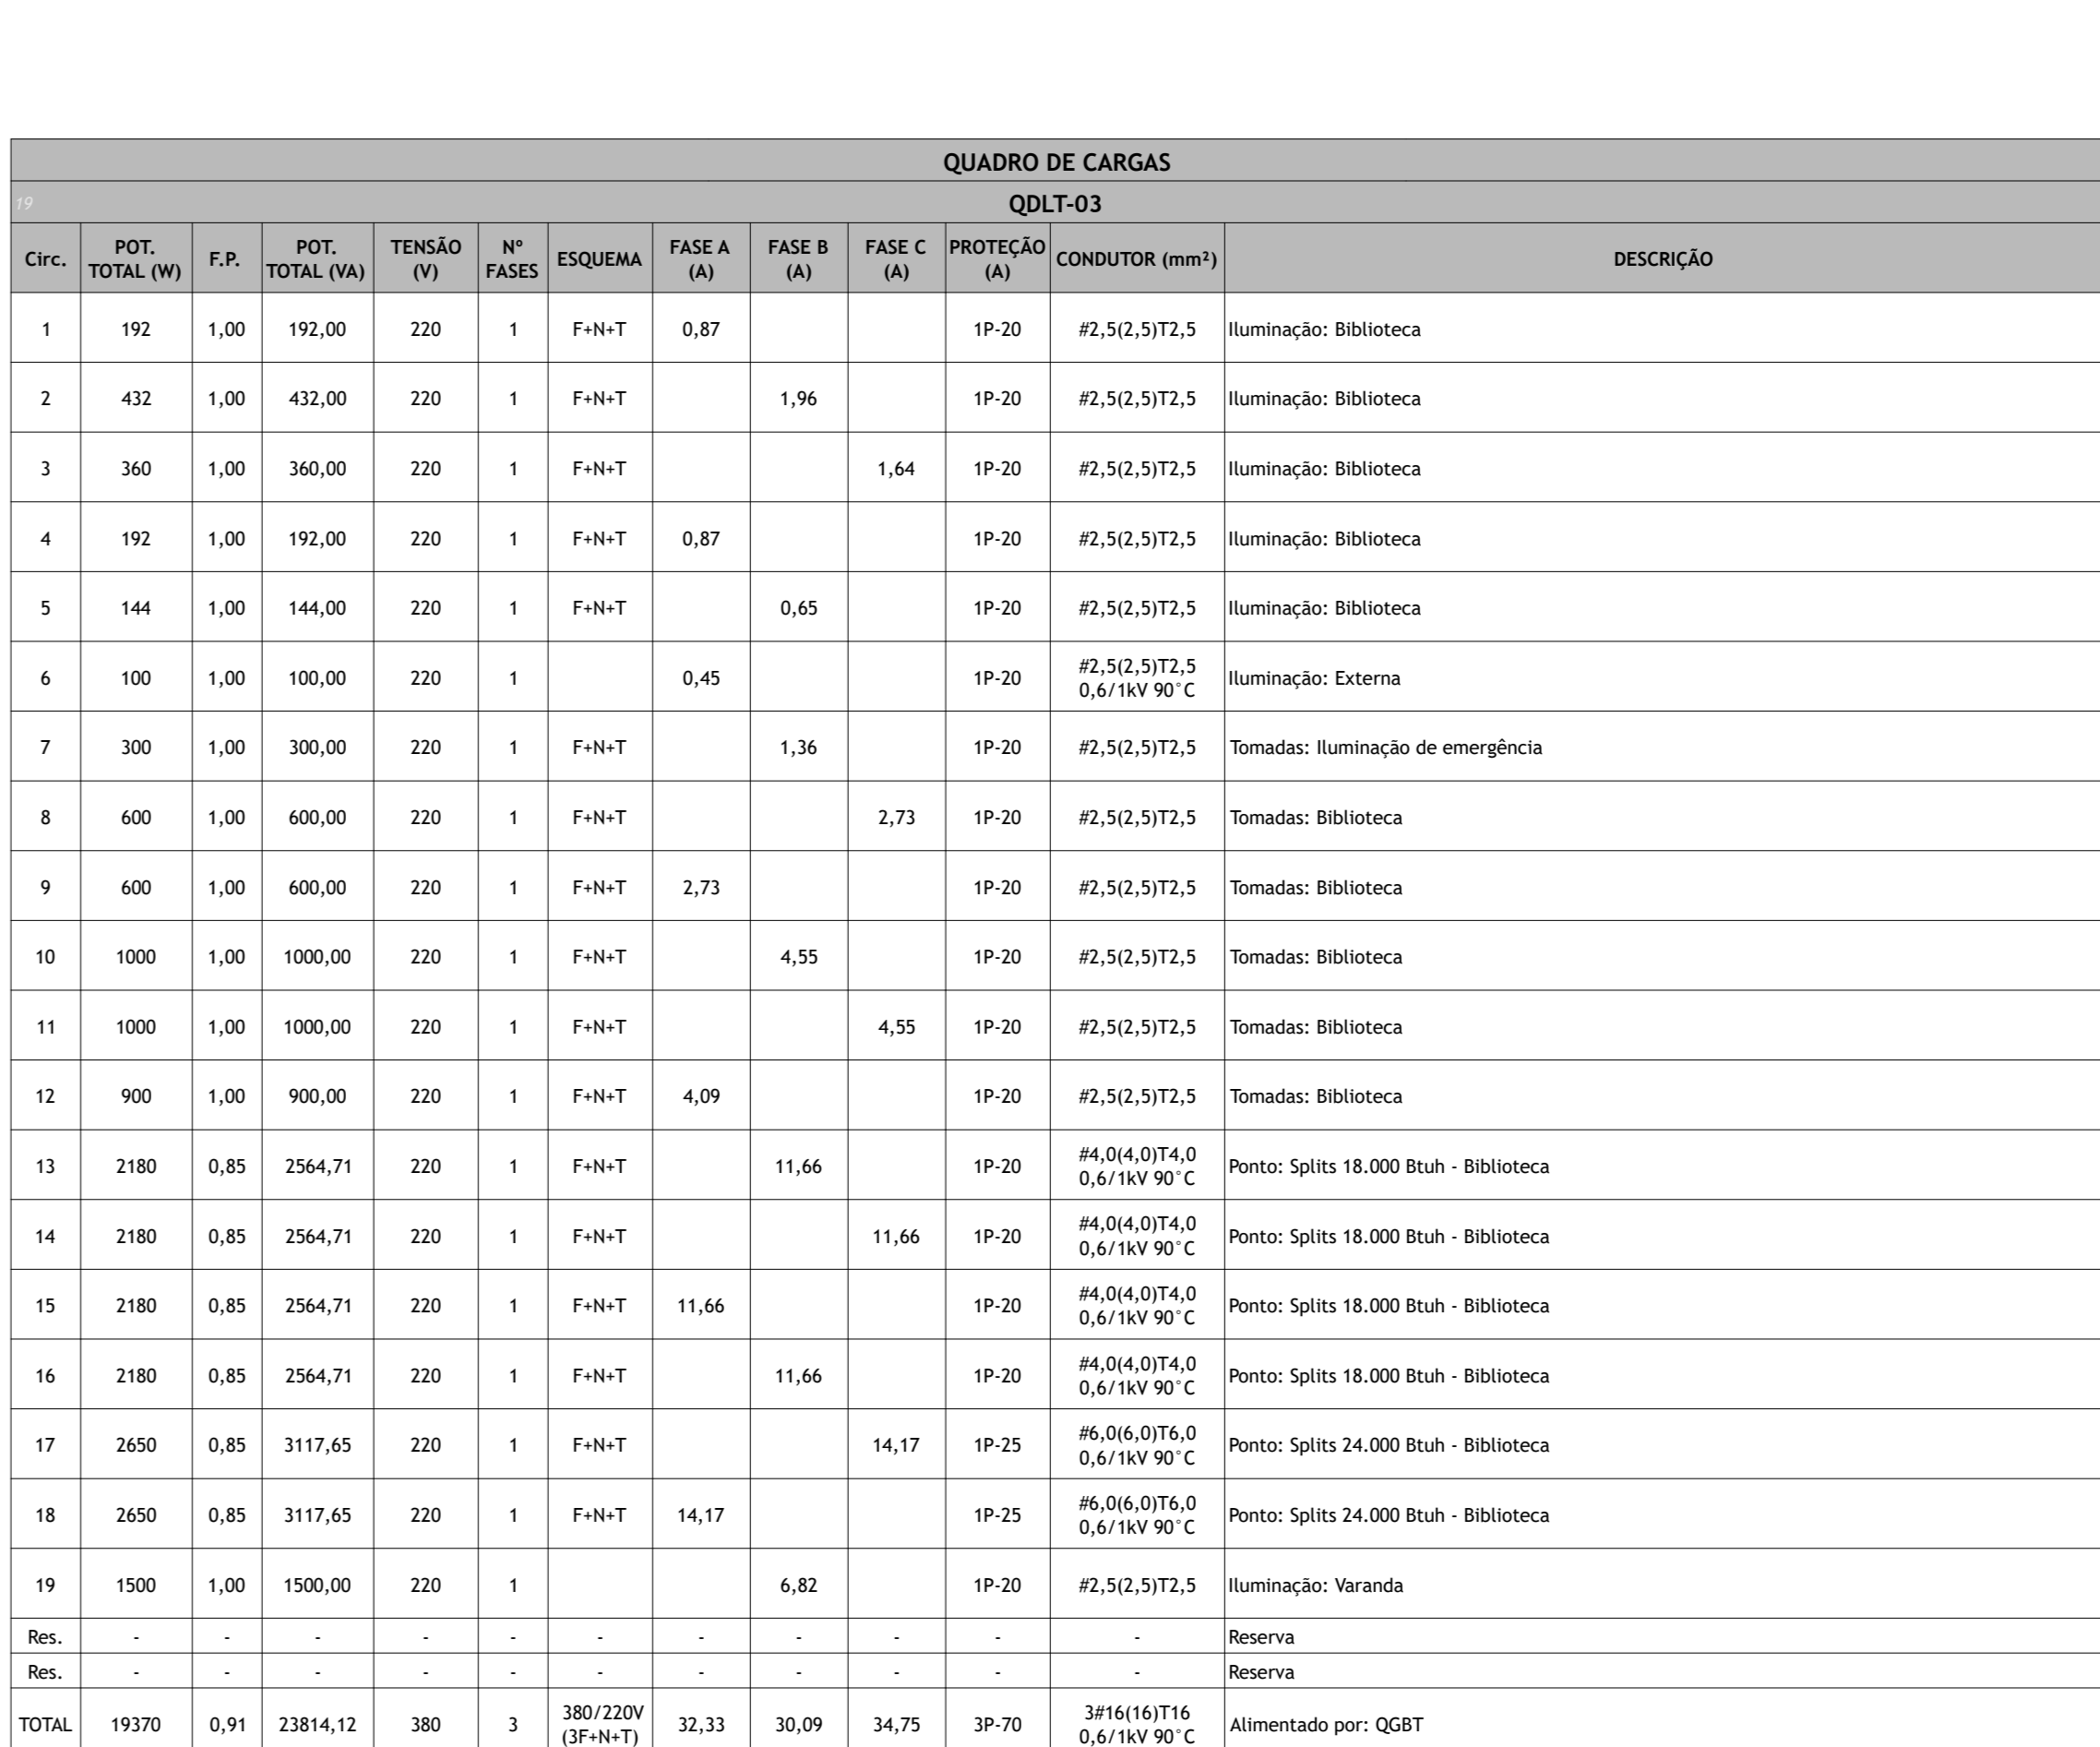 QUADRO DE CARGAS
19 QDLT-03
Circ. POT. TOTAL (W) F.P. POT. TOTAL (VA) TENSÃO (V) Nº FASES ESQUEMA FASE A (A) FASE B (A) FASE C (A) PROTEÇÃO (A) CONDUTOR (mm²) DESCRIÇÃO
1 192 1,00 192,00 220 1 F+N+T 0,87 1P-20 #2,5(2,5)T2,5 Iluminação: Biblioteca
2 432 1,00 432,00 220 1 F+N+T 1,96 1P-20 #2,5(2,5)T2,5 Iluminação: Biblioteca
3 360 1,00 360,00 220 1 F+N+T 1,64 1P-20 #2,5(2,5)T2,5 Iluminação: Biblioteca
4 192 1,00 192,00 220 1 F+N+T 0,87 1P-20 #2,5(2,5)T2,5 Iluminação: Biblioteca
5 144 1,00 144,00 220 1 F+N+T 0,65 1P-20 #2,5(2,5)T2,5 Iluminação: Biblioteca
6 100 1,00 100,00 220 1 0,45 1P-20 #2,5(2,5)T2,5 0,6/1kV 90°C Iluminação: Externa
7 300 1,00 300,00 220 1 F+N+T 1,36 1P-20 #2,5(2,5)T2,5 Tomadas: Iluminação de emergência
8 600 1,00 600,00 220 1 F+N+T 2,73 1P-20 #2,5(2,5)T2,5 Tomadas: Biblioteca
9 600 1,00 600,00 220 1 F+N+T 2,73 1P-20 #2,5(2,5)T2,5 Tomadas: Biblioteca
10 1000 1,00 1000,00 220 1 F+N+T 4,55 1P-20 #2,5(2,5)T2,5 Tomadas: Biblioteca
11 1000 1,00 1000,00 220 1 F+N+T 4,55 1P-20 #2,5(2,5)T2,5 Tomadas: Biblioteca
12 900 1,00 900,00 220 1 F+N+T 4,09 1P-20 #2,5(2,5)T2,5 Tomadas: Biblioteca
13 2180 0,85 2564,71 220 1 F+N+T 11,66 1P-20 #4,0(4,0)T4,0 0,6/1kV 90°C Ponto: Splits 18.000 Btuh - Biblioteca
14 2180 0,85 2564,71 220 1 F+N+T 11,66 1P-20 #4,0(4,0)T4,0 0,6/1kV 90°C Ponto: Splits 18.000 Btuh - Biblioteca
15 2180 0,85 2564,71 220 1 F+N+T 11,66 1P-20 #4,0(4,0)T4,0 0,6/1kV 90°C Ponto: Splits 18.000 Btuh - Biblioteca
16 2180 0,85 2564,71 220 1 F+N+T 11,66 1P-20 #4,0(4,0)T4,0 0,6/1kV 90°C Ponto: Splits 18.000 Btuh - Biblioteca
17 2650 0,85 3117,65 220 1 F+N+T 14,17 1P-25 #6,0(6,0)T6,0 0,6/1kV 90°C Ponto: Splits 24.000 Btuh - Biblioteca
18 2650 0,85 3117,65 220 1 F+N+T 14,17 1P-25 #6,0(6,0)T6,0 0,6/1kV 90°C Ponto: Splits 24.000 Btuh - Biblioteca
19 1500 1,00 1500,00 220 1 6,82 1P-20 #2,5(2,5)T2,5 Iluminação: Varanda
Res. - - - - - - - - - - - Reserva
Res. - - - - - - - - - - - Reserva
TOTAL 19370 0,91 23814,12 380 3 380/220V (3F+N+T) 32,33 30,09 34,75 3P-70 3#16(16)T16 0,6/1kV 90°C Alimentado por: QGBT